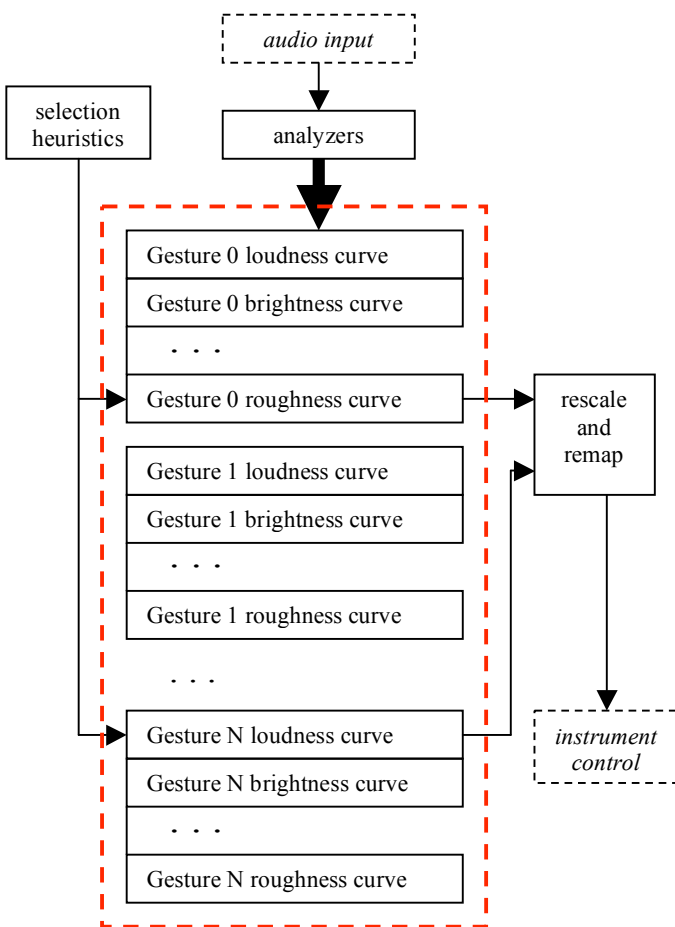 audio input
selection
heuristics
analyzers
Gesture 0 loudness curve
Gesture 0 brightness curve
. . .
Gesture 0 roughness curve
rescale
and
remap
Gesture 1 loudness curve
Gesture 1 brightness curve
. . .
Gesture 1 roughness curve
. . .
Gesture N loudness curve
instrument
control
Gesture N brightness curve
. . .
Gesture N roughness curve